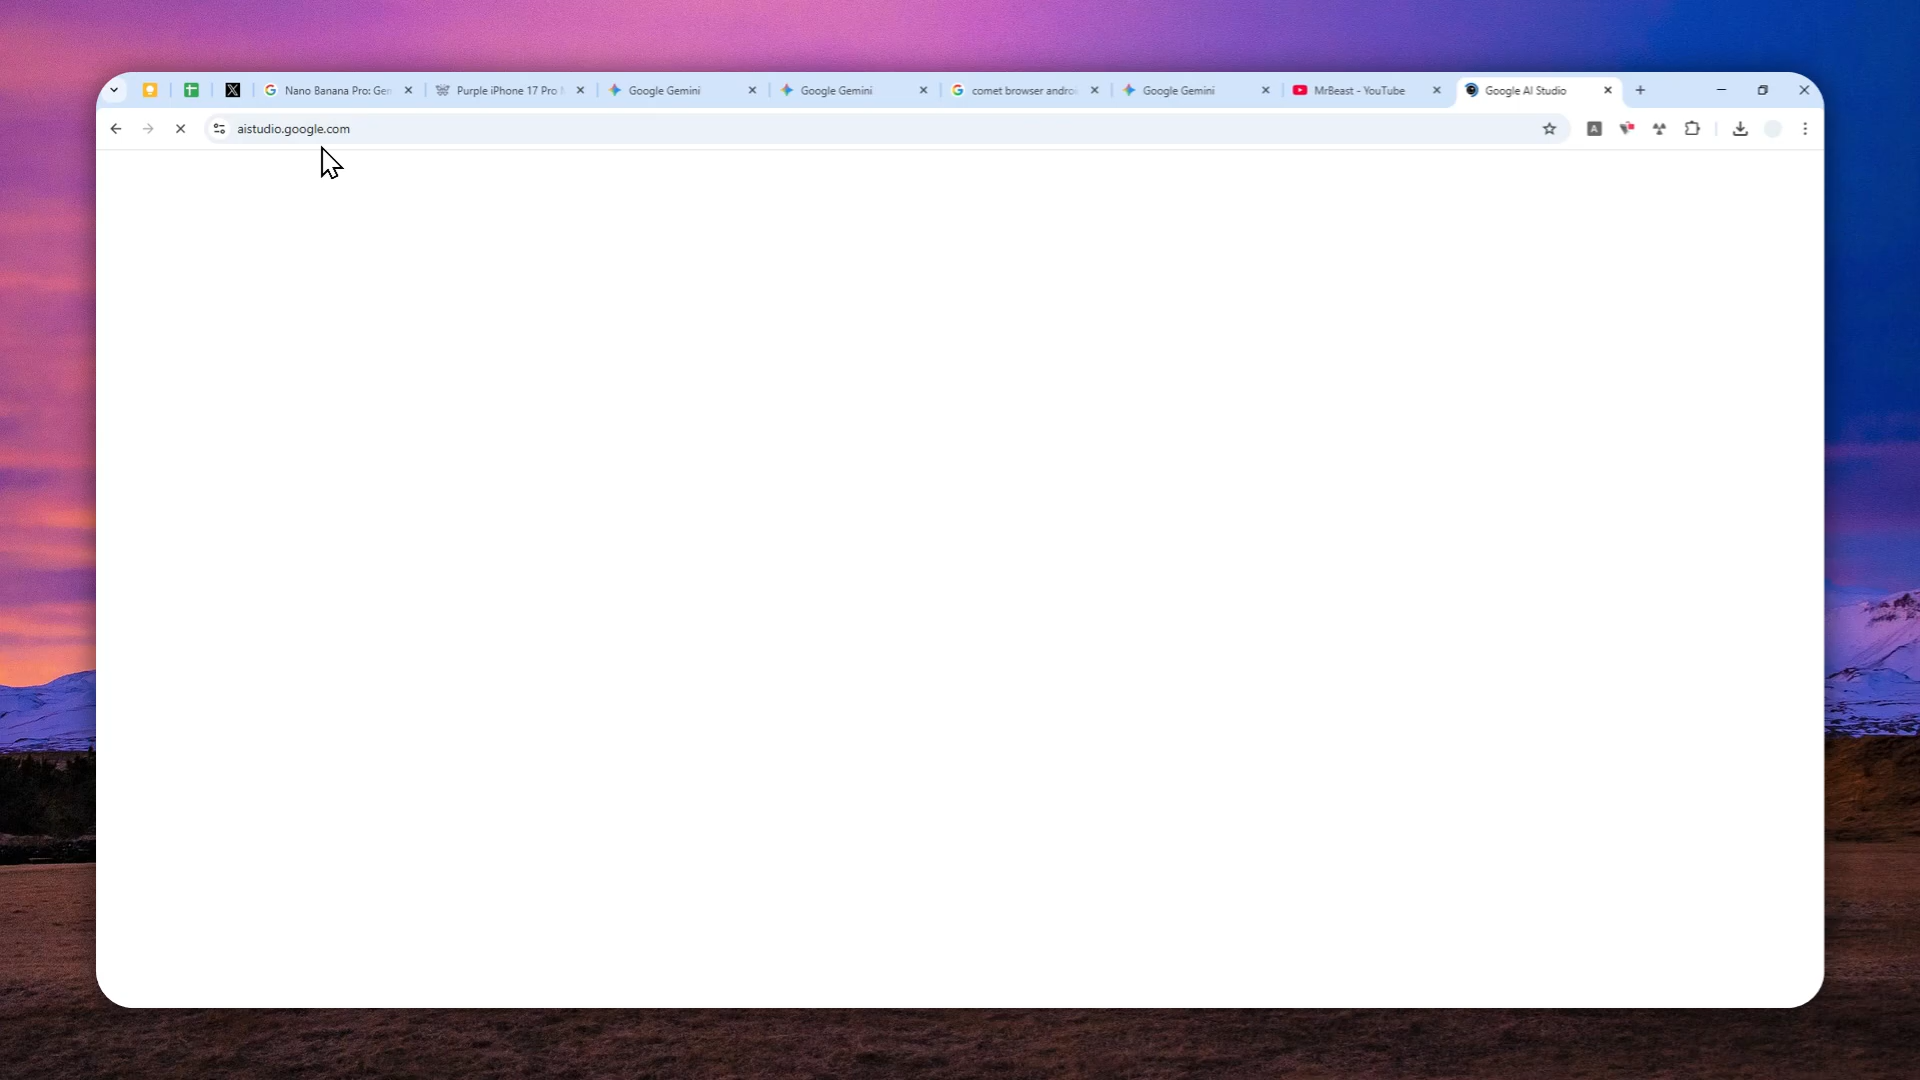 Nano Banana Pro: Gen
Purple iPhone 17 Pro
Google Gemini
Google Gemini
comet browser andro
Google Gemini
MrBeast - YouTube
Google AI Studio
aistudio.google.com
A